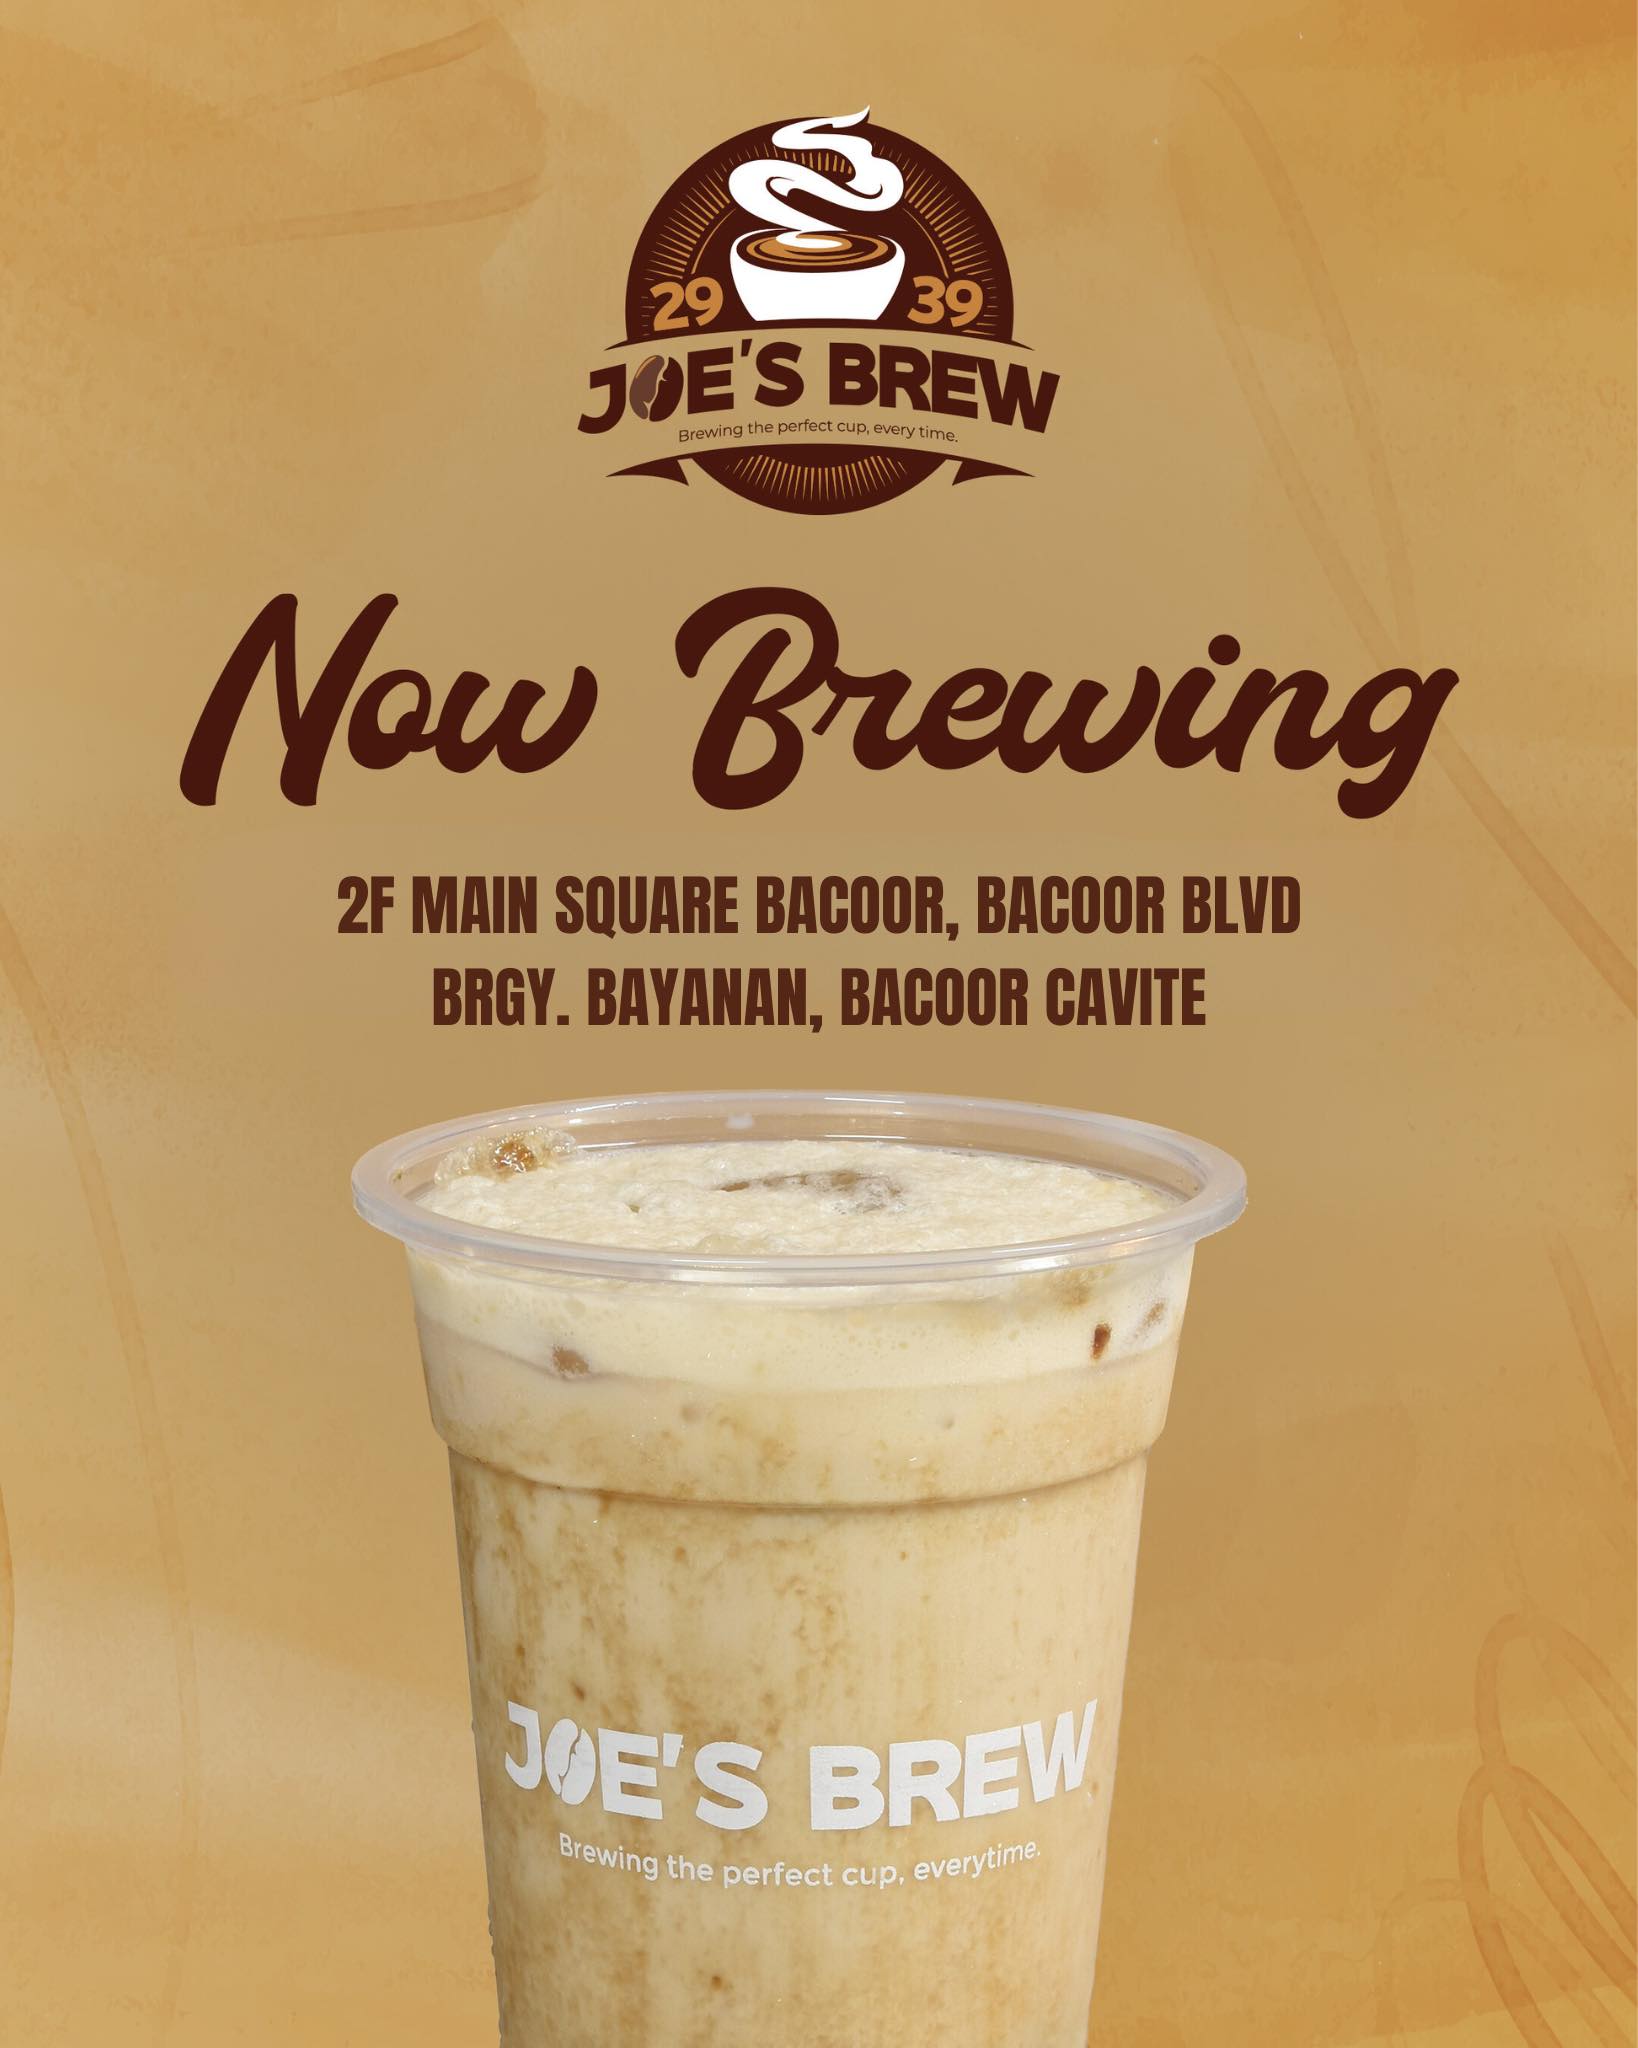 29 39
JOE'S BREW
Brewing the perfect cup, every time.
Now Brewing
2F MAIN SQUARE BACOOR, BACOOR BLVD
BRGY. BAYANAN, BACOOR CAVITE
JOE'S BREW
Brewing the perfect cup, everytime.